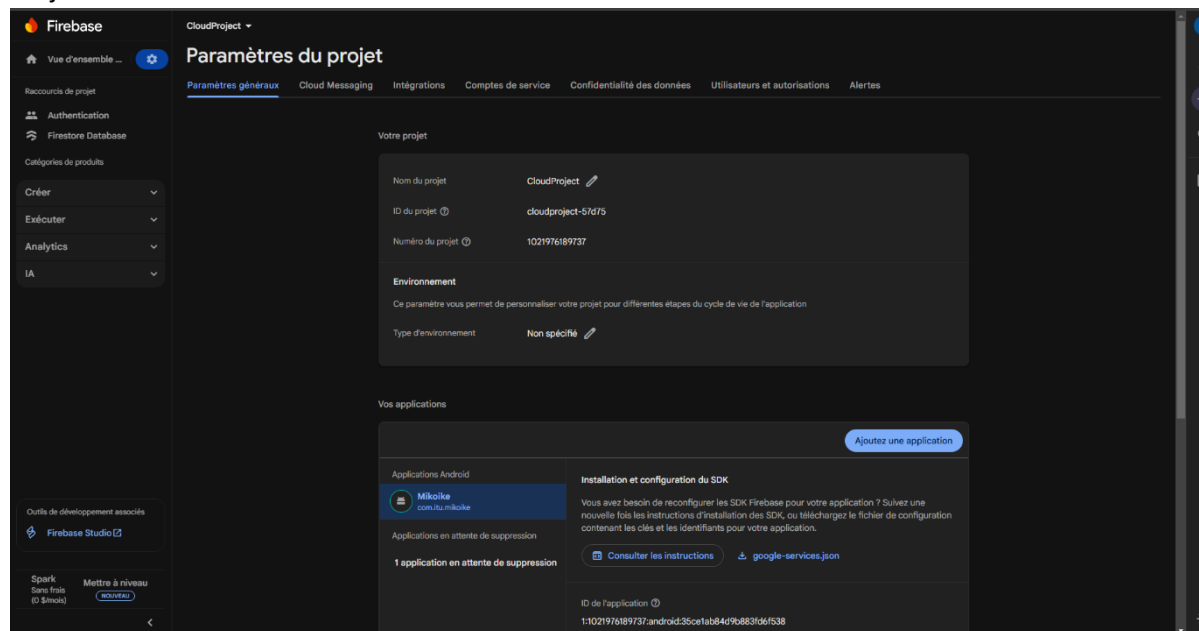 Firebase
CloudProject
Vue d'ensemble ...
Paramètres du projet
Raccourcis de projet
Authentication
Firestore Database
Catégories de produits
Créer
Exécuter
Analytics
IA
Outils de développement associés
Firebase Studio
Spark
Sans frais
(0 $/mois)
Mettre à niveau
NOUVEAU
Paramètres généraux Cloud Messaging Intégrations Comptes de service Confidentialité des données Utilisateurs et autorisations Alertes
Votre projet
Nom du projet CloudProject
ID du projet cloudproject-57d75
Numéro du projet 1021976189737
Environnement
Ce paramètre vous permet de personnaliser votre projet pour différentes étapes du cycle de vie de l'application
Type d'environnement Non spécifié
Vos applications
Ajoutez une application
Applications Android
Mikoike
com.itu.mikoike
Applications en attente de suppression
1 application en attente de suppression
Installation et configuration du SDK
Vous avez besoin de reconfigurer les SDK Firebase pour votre application ? Suivez une
nouvelle fois les instructions d'installation des SDK, ou téléchargez le fichier de configuration
contenant les clés et les identifiants pour votre application.
Consulter les instructions
google-services.json
ID de l'application
1:1021976189737:android:35ce1ab84d9b883fd6f538